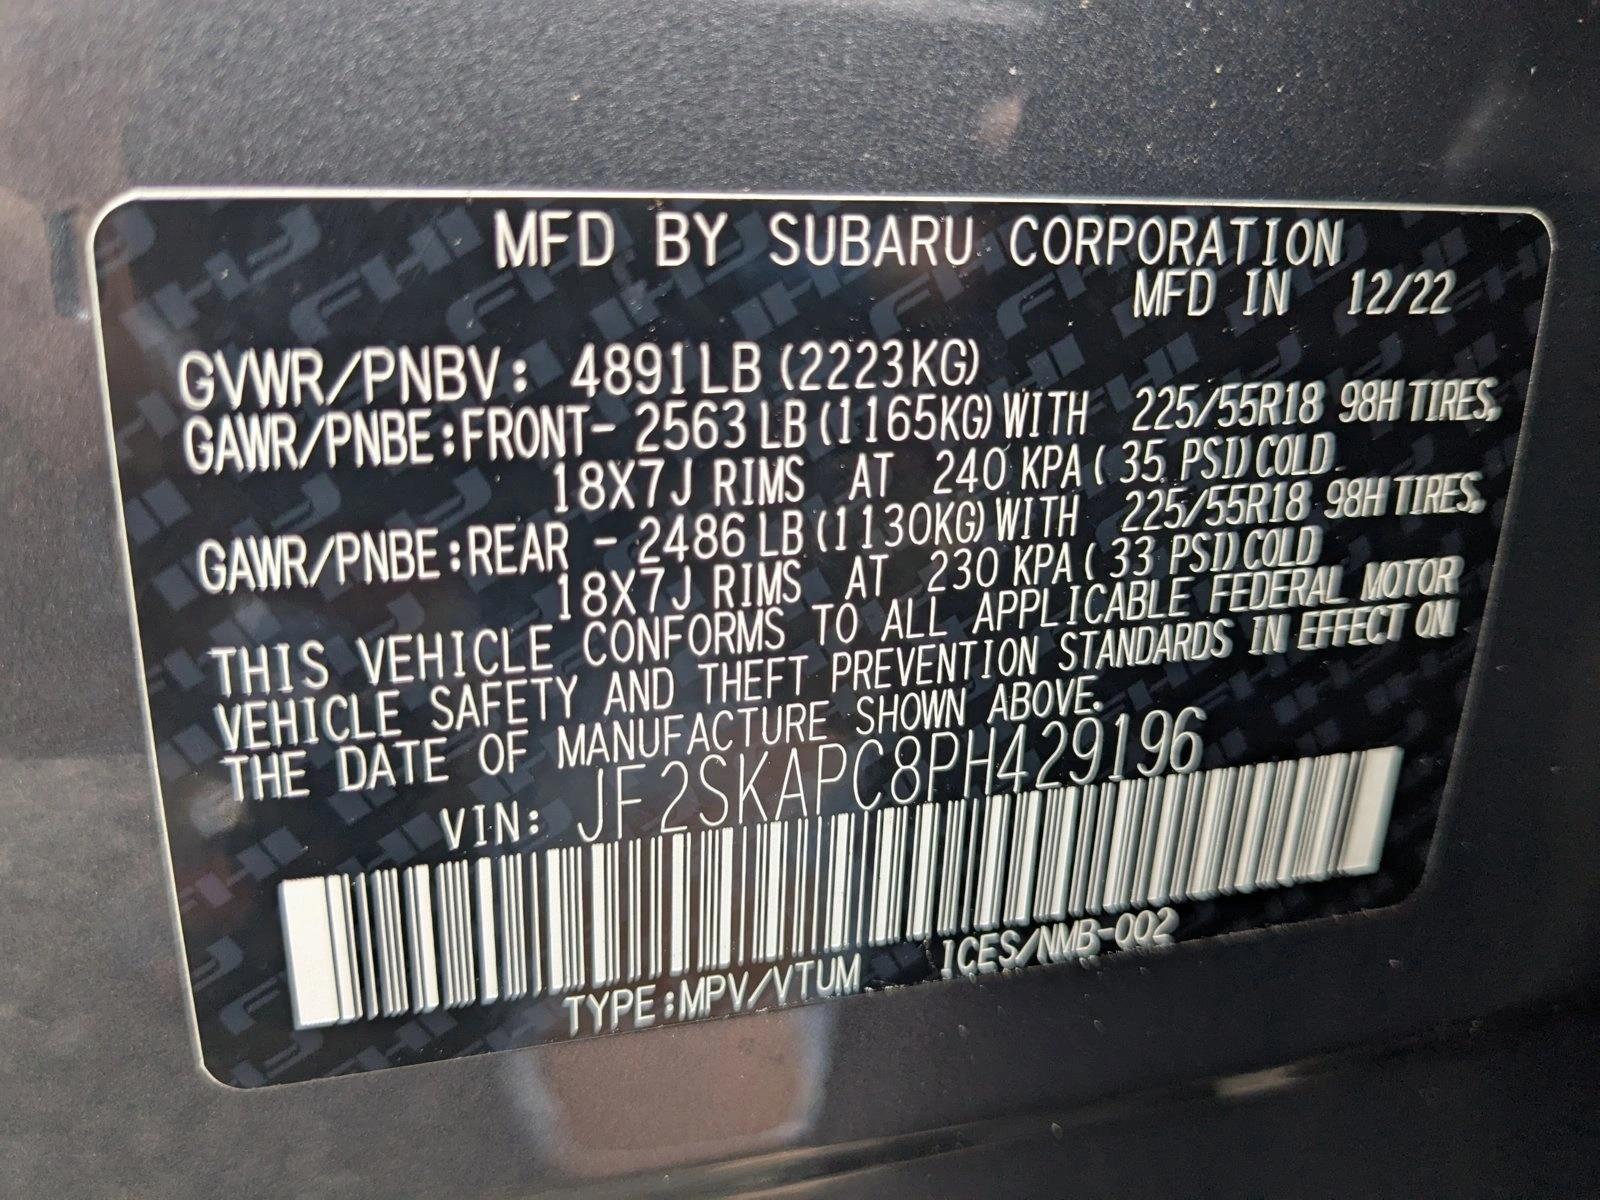 MFD BY SUBARU CORPORATION
MFD IN 12/22
GVWR/PNBV: 4891LB (2223KG)
GAWR/PNBE:FRONT- 2563LB(1165KG)WITH 225/55R18 98H TIRES,
18X7J RIMS AT 240 KPA( 35 PSI)COLD
GAWR/PNBE:REAR - 2486LB(1130KG)WITH 225/55R18 98H TIRES,
18X7J RIMS AT 230 KPA( 33 PSI)COLD
THIS VEHICLE CONFORMS TO ALL APPLICABLE FEDERAL MOTOR
VEHICLE SAFETY AND THEFT PREVENTION STANDARDS IN EFFECT ON
THE DATE OF MANUFACTURE SHOWN ABOVE.
VIN: JF2SKAPC8PH429196
TYPE:MPV/VTUM ICES/NMB-002